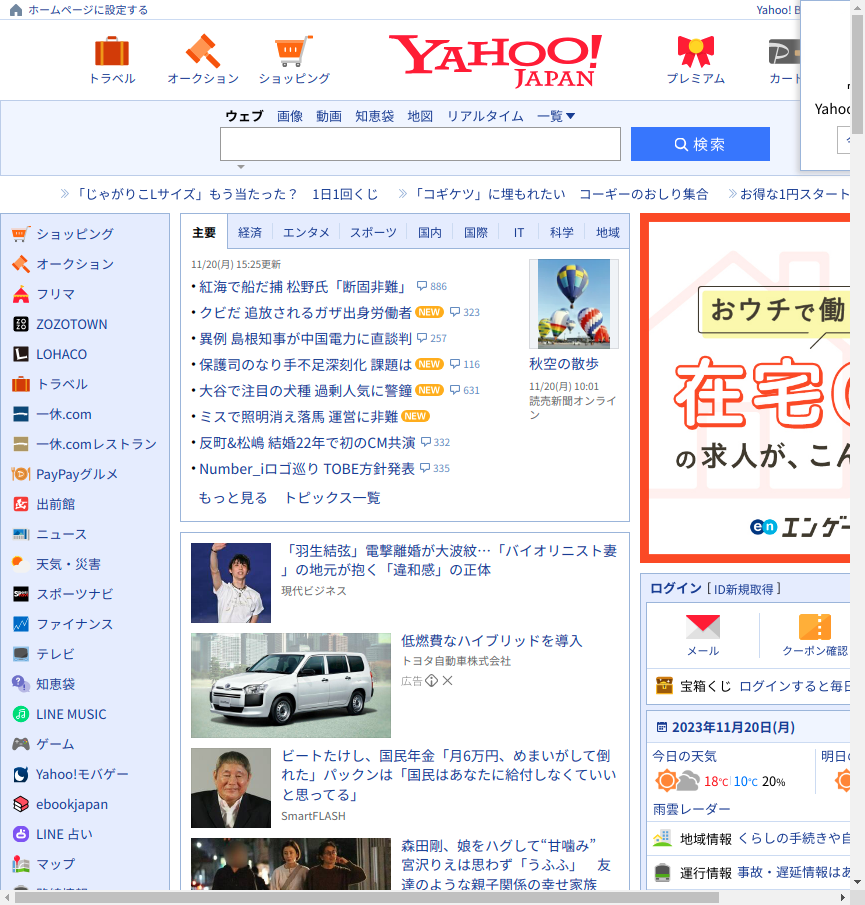 ホームページに設定する
Yahoo! B
トラベル
オークション
ショッピング
YAHOO!
JAPAN
プレミアム
カード
Yahoo
ウェブ 画像 動画 知恵袋 地図 リアルタイム 一覧
検索
「じゃがりこLサイズ」もう当たった？ 1日1回くじ
「コギケツ」に埋もれたい コーギーのおしり集合
お得な1円スタート
ショッピング
オークション
フリマ
ZOZOTOWN
LOHACO
トラベル
一休.com
一休.comレストラン
PayPayグルメ
出前館
ニュース
天気・災害
スポーツナビ
ファイナンス
テレビ
知恵袋
LINE MUSIC
ゲーム
Yahoo!モバゲー
ebookjapan
LINE 占い
マップ
主要 経済 エンタメ スポーツ 国内 国際 IT 科学 地域
11/20(月) 15:25更新
紅海で船だ捕 松野氏「断固非難」 886
クビだ 追放されるガザ出身労働者 NEW 323
異例 島根知事が中国電力に直談判 257
保護司のなり手不足深刻化 課題は NEW 116
大谷で注目の犬種 過剰人気に警鐘 NEW 631
ミスで照明消え落馬 運営に非難 NEW
反町&松嶋 結婚22年で初のCM共演 332
Number_iロゴ巡り TOBE方針発表 335
もっと見る トピックス一覧
秋空の散歩
11/20(月) 10:01
読売新聞オンライ
ン
「羽生結弦」電撃離婚が大波紋…「バイオリニスト妻
」の地元が抱く「違和感」の正体
現代ビジネス
低燃費なハイブリッドを導入
トヨタ自動車株式会社
広告
ビートたけし、国民年金「月6万円、めまいがして倒
れた」パックンは「国民はあなたに給付しなくていい
と思ってる」
SmartFLASH
森田剛、娘をハグして“甘噛み”
宮沢りえは思わず「うふふ」 友
達のような親子関係の幸せ家族
おウチで働
在宅
の求人が、こん
en エンゲー
ログイン [ ID新規取得 ]
メール
クーポン確認
宝箱くじ ログインすると毎日
2023年11月20日(月)
今日の天気
明日の
18℃ 10℃ 20%
雨雲レーダー
地域情報 くらしの手続きや自
運行情報 事故・遅延情報はあ